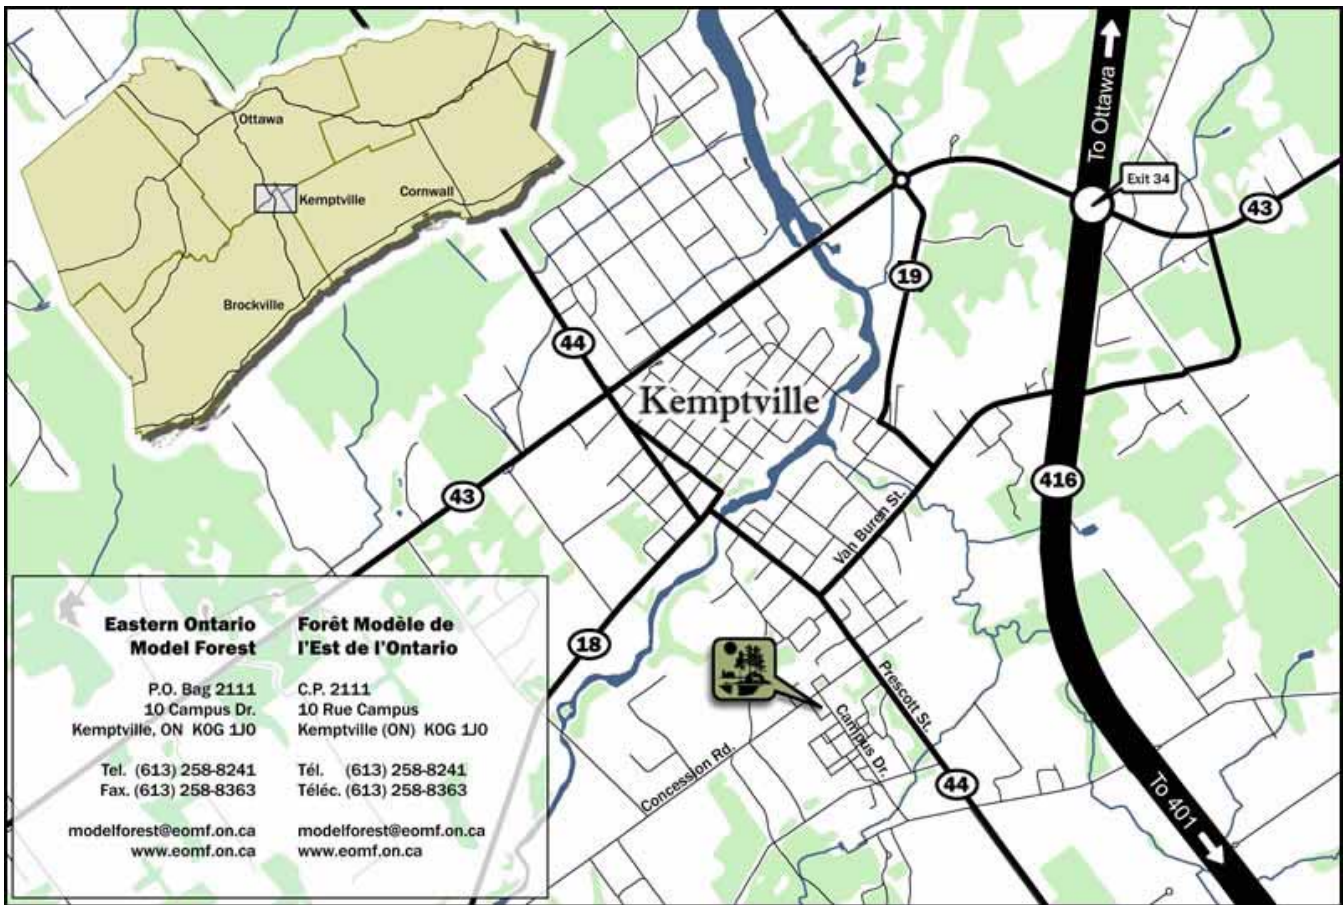 Ottawa
Kemptville
Cornwall
Brockville
To Ottawa
Exit 34
43
19
44
Kemptville
43
416
Van Buren St.
18
Prescott St.
Campus Dr.
Concession Rd.
44
To 401
Eastern Ontario
Model Forest
P.O. Bag 2111
10 Campus Dr.
Kemptville, ON K0G 1J0
Tel. (613) 258-8241
Fax. (613) 258-8363
modelforest@eomf.on.ca
www.eomf.on.ca
Forêt Modèle de
l'Est de l'Ontario
C.P. 2111
10 Rue Campus
Kemptville (ON) K0G 1J0
Tél. (613) 258-8241
Téléc. (613) 258-8363
modelforest@eomf.on.ca
www.eomf.on.ca